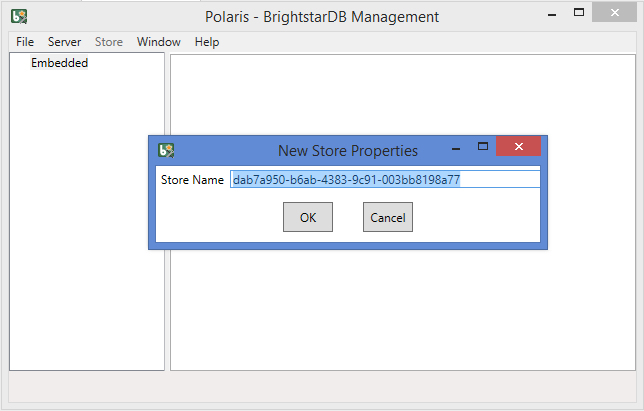 Polaris - BrightstarDB Management
File Server Store Window Help
Embedded
New Store Properties
Store Name dab7a950-b6ab-4383-9c91-003bb8198a77
OK Cancel